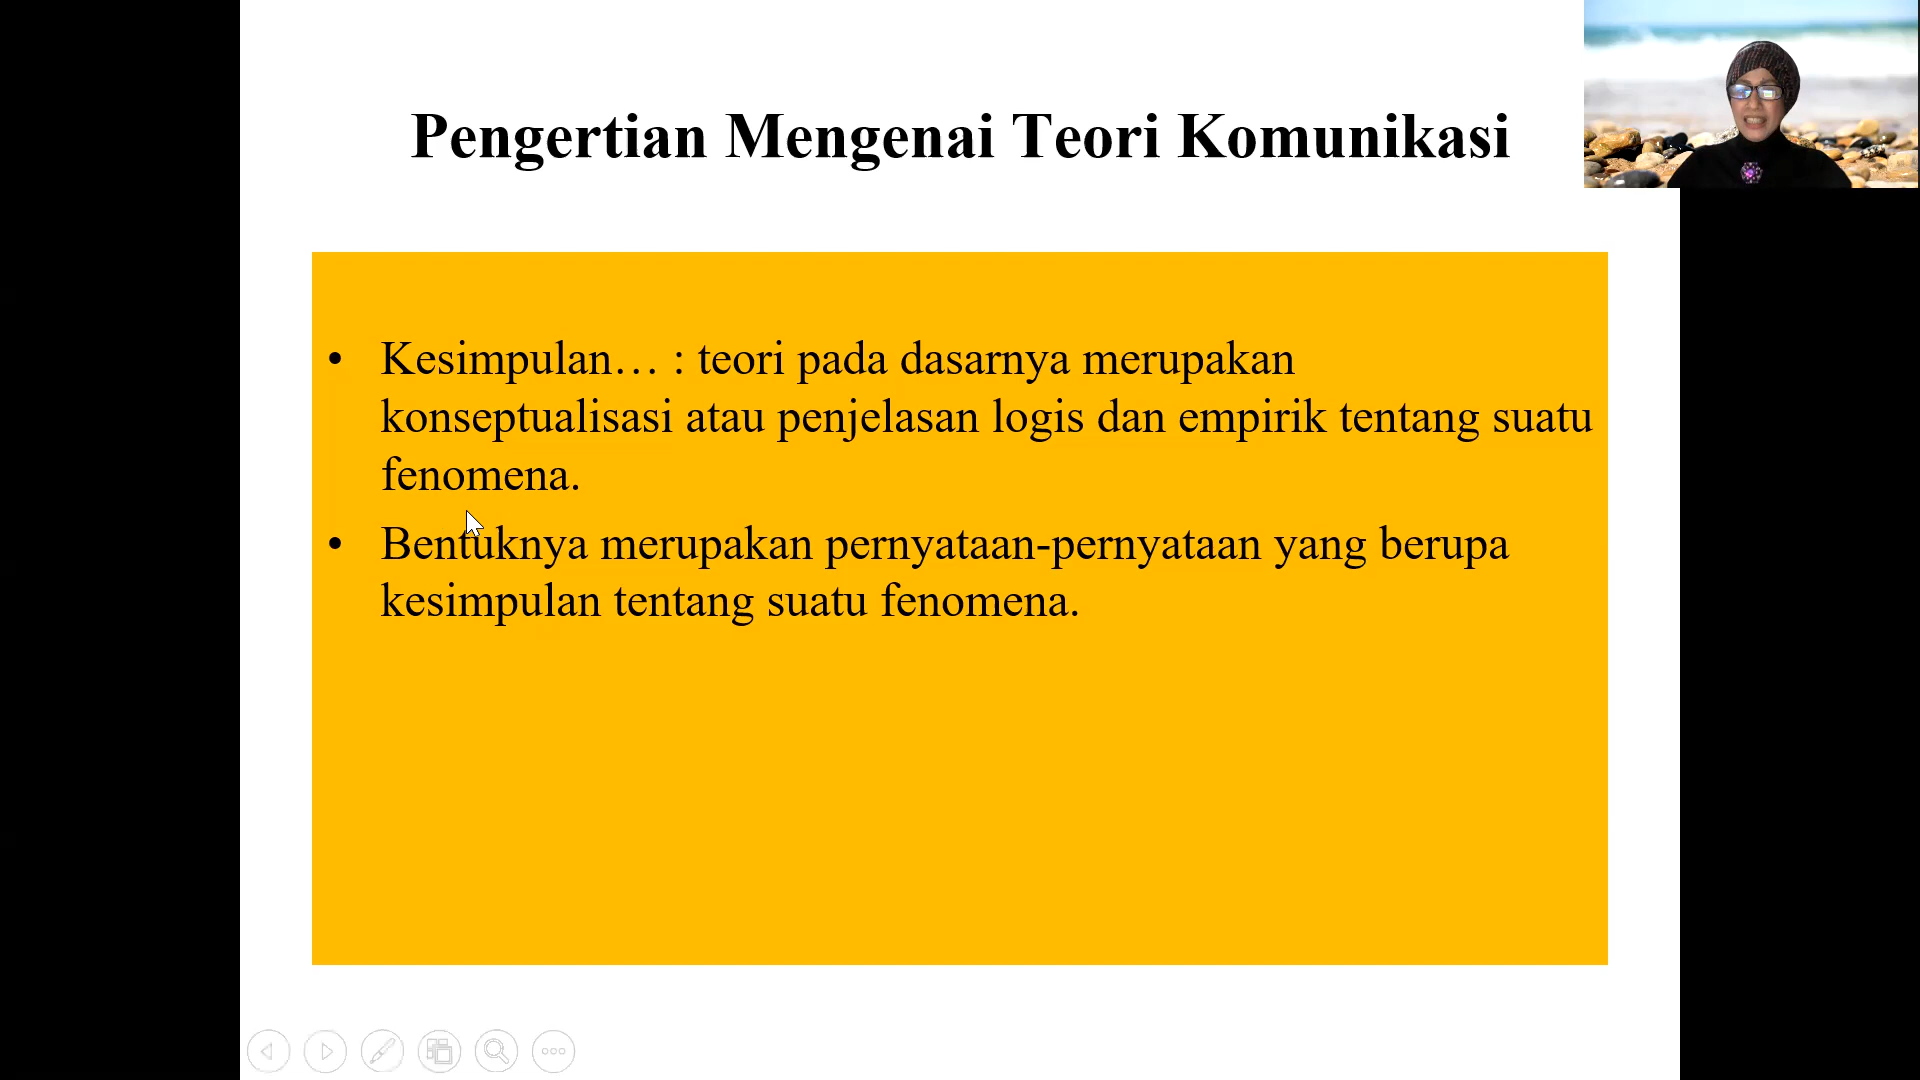 Pengertian Mengenai Teori Komunikasi
• Kesimpulan… : teori pada dasarnya merupakan
konseptualisasi atau penjelasan logis dan empirik tentang suatu
fenomena.
• Bentuknya merupakan pernyataan-pernyataan yang berupa
kesimpulan tentang suatu fenomena.